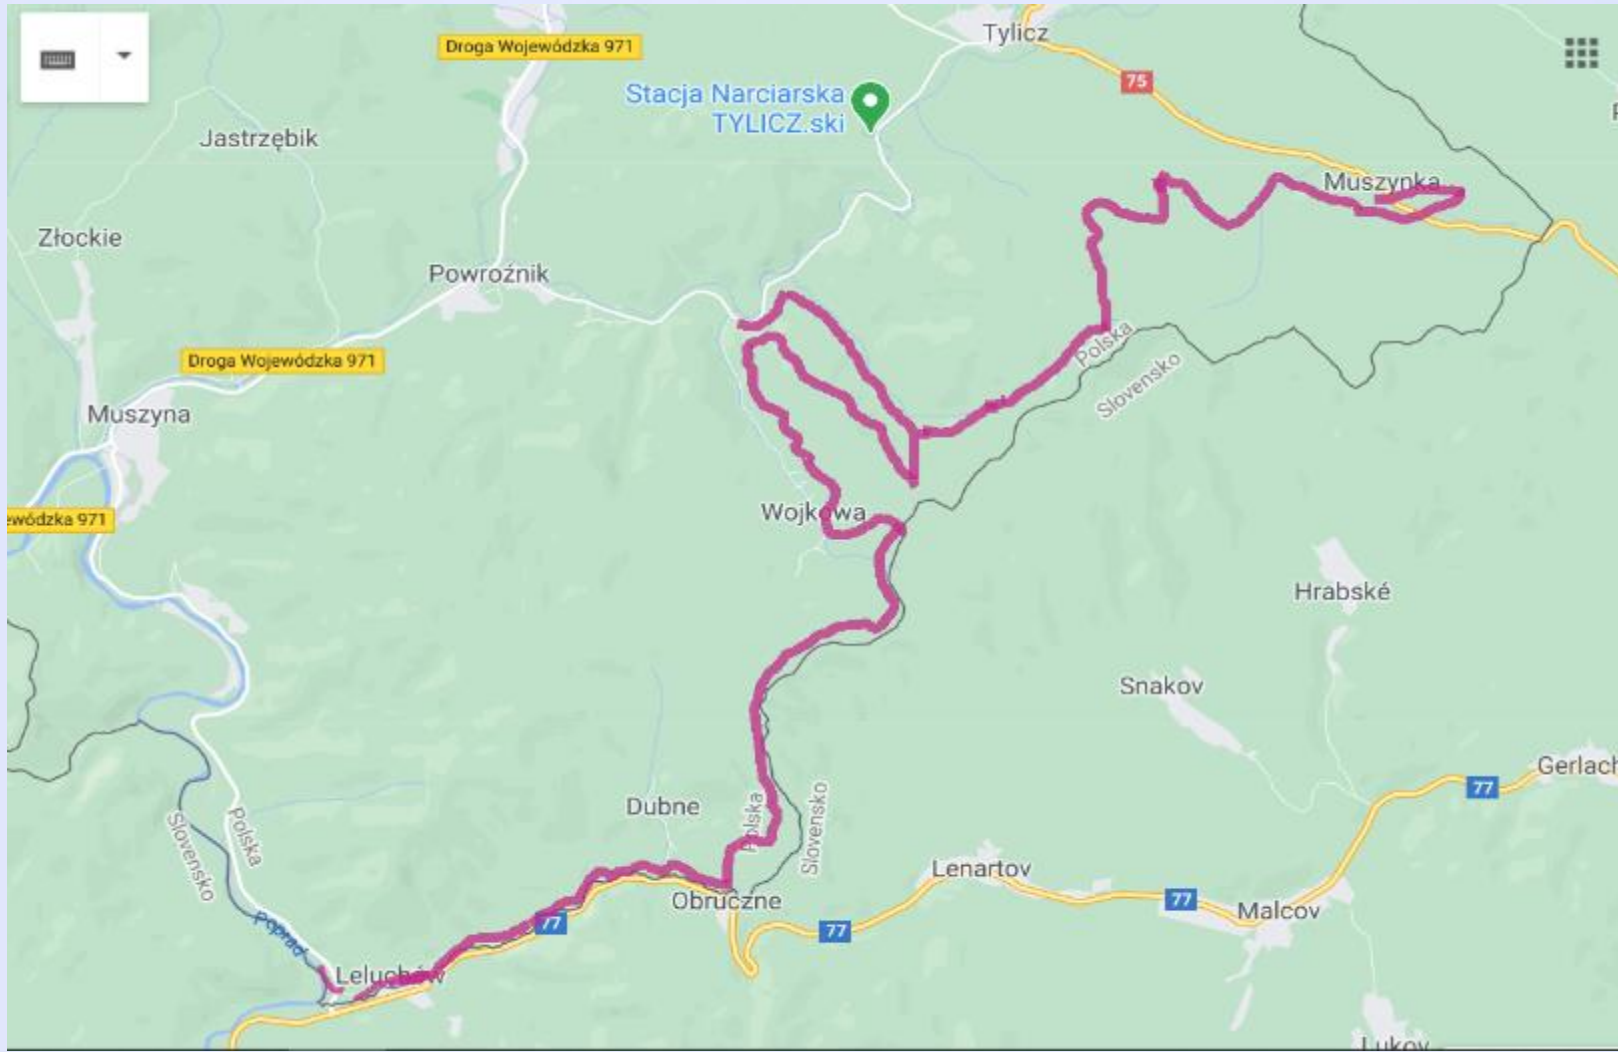 Tylicz
Droga Wojewódzka 971
75
Stacja Narciarska
TYLICZ.ski
Jastrzębik
Muszynka
Złockie
Powroźnik
Polska
Droga Wojewódzka 971
Slovensko
Muszyna
ewódzka 971
Wojkowa
Hrabské
Snakov
Gerlach
77
Dubne
Polska
Slovensko
Polska
Slovensko
Lenartov
Obruczne
77
Malcov
77
77
Poprad
Leluchów
Lukov